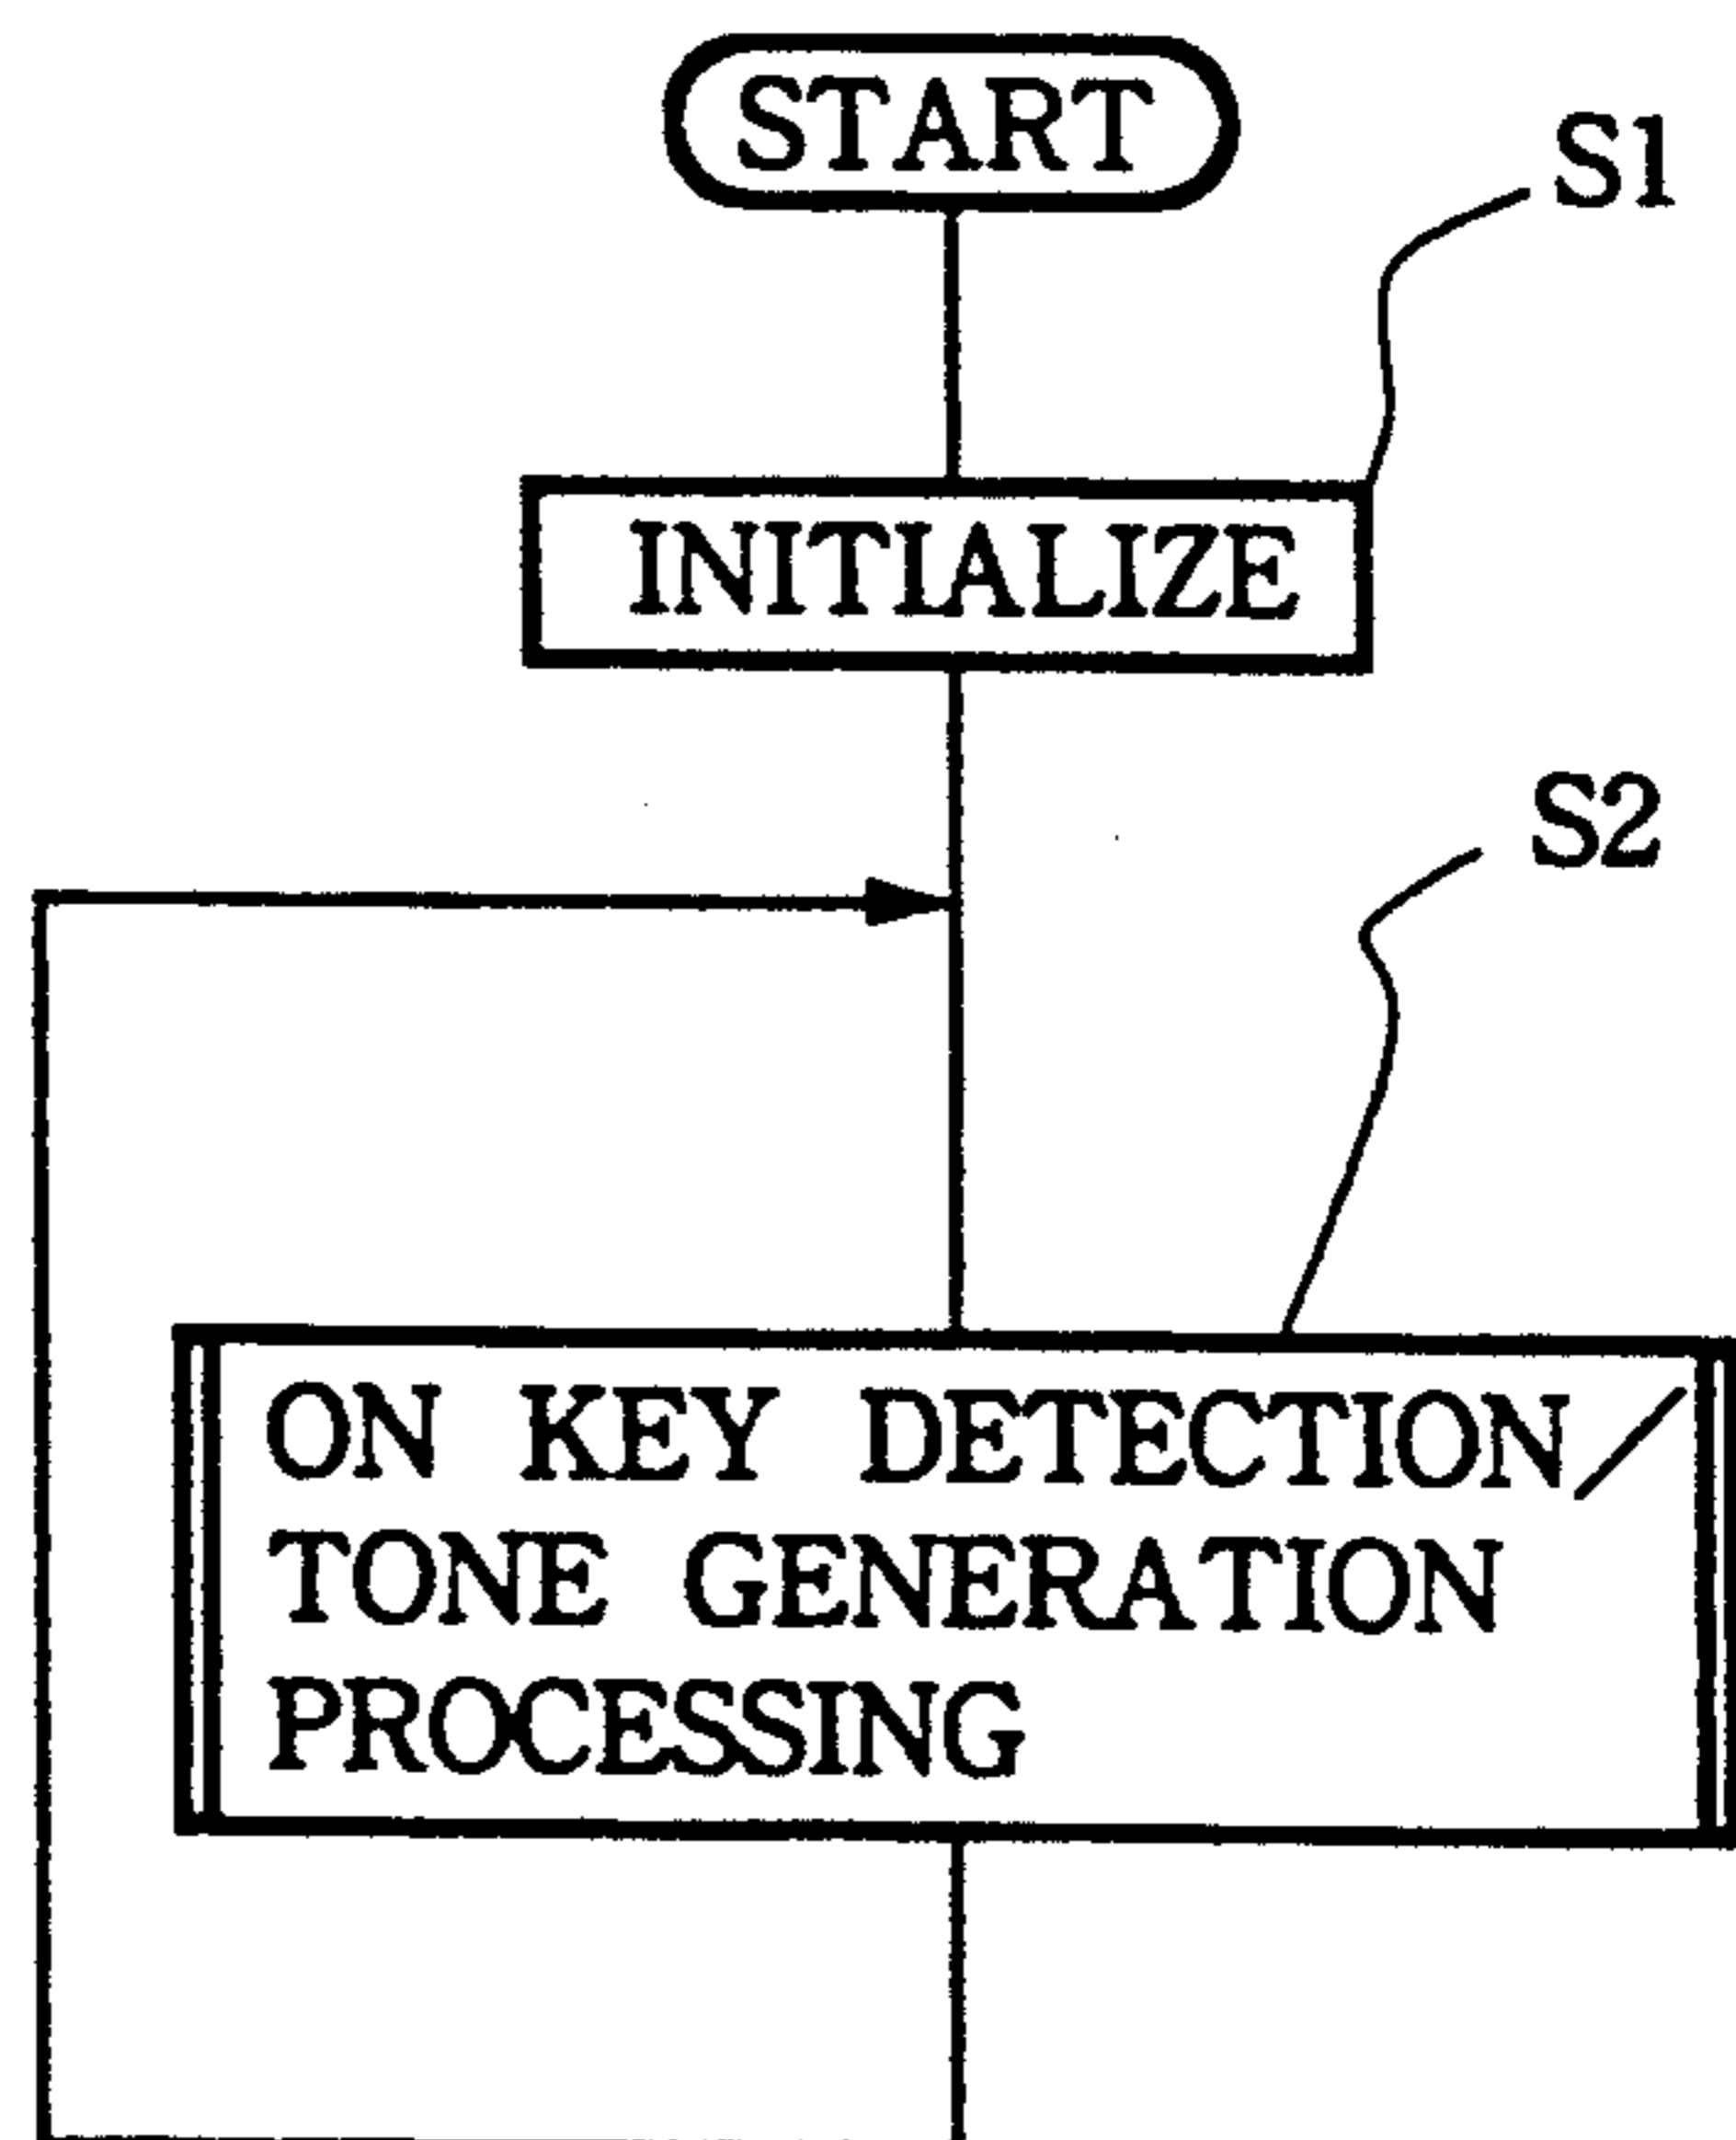 START
S1
INITIALIZE
S2
ON KEY DETECTION/
TONE GENERATION
PROCESSING